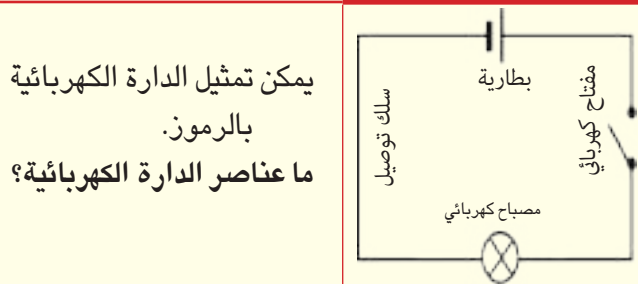 يمكن تمثيل الدارة الكهربائية
بالرموز.
ما عناصر الدارة الكهربائية؟
بطارية
مفتاح كهربائي
سلك توصيل
مصباح كهربائي